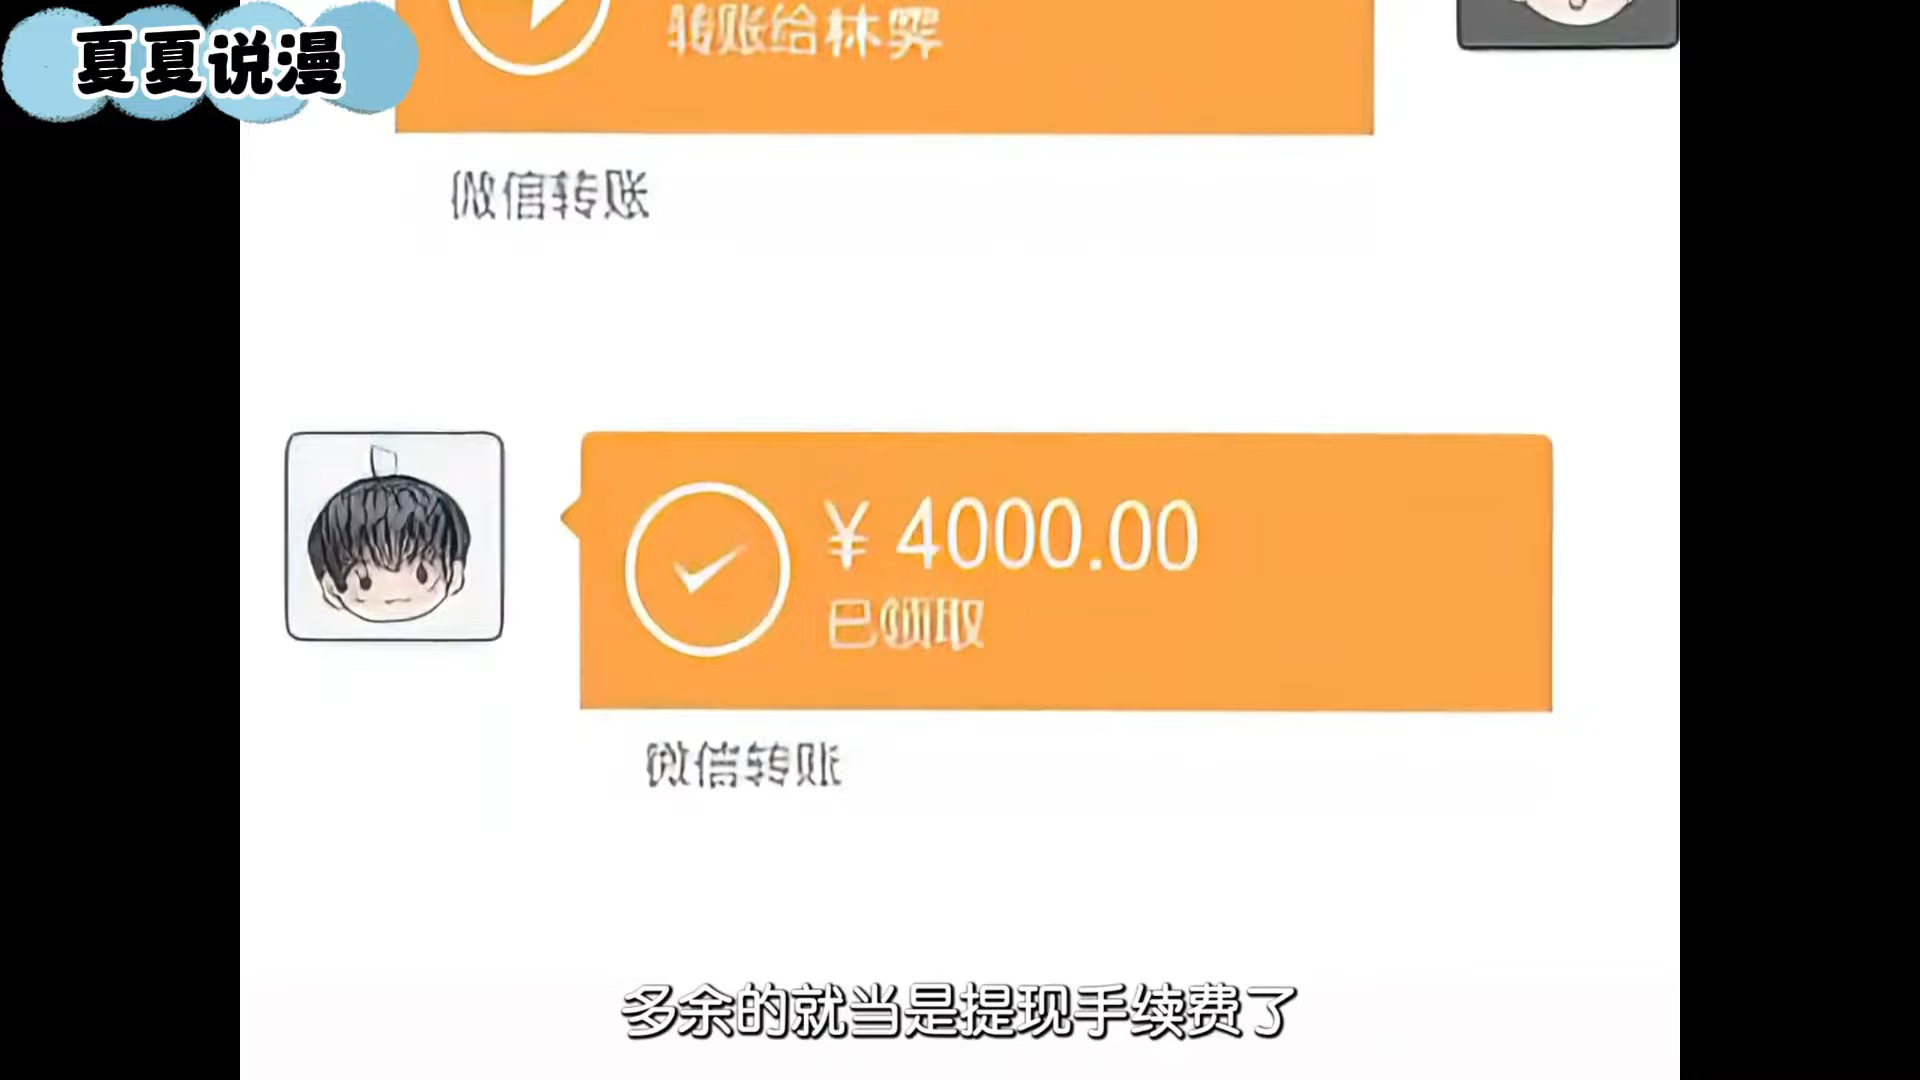 夏夏说漫
转账给林霁
微信转账
¥ 4000.00
已领取
微信转账
多余的就当是提现手续费了